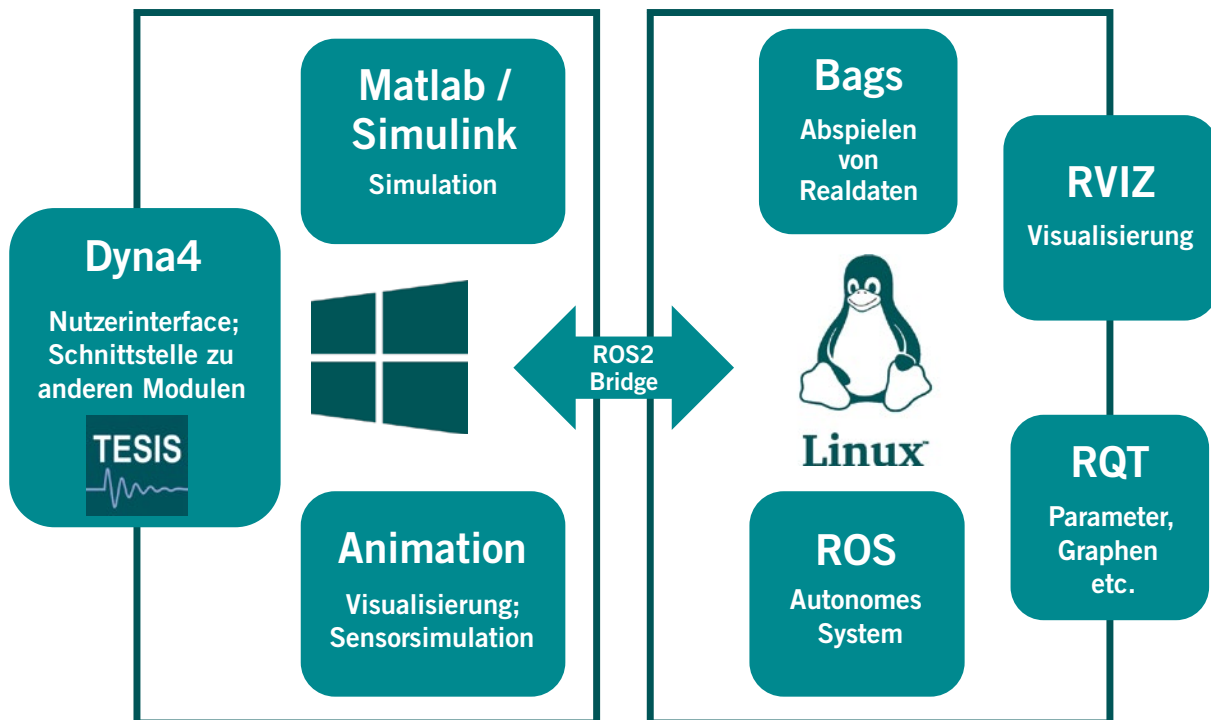 Matlab /
Simulink
Simulation
Dyna4
Nutzerinterface;
Schnittstelle zu
anderen Modulen
TESIS
Animation
Visualisierung;
Sensorsimulation
ROS2
Bridge
Bags
Abspielen
von
Realdaten
RVIZ
Visualisierung
Linux™
RQT
Parameter,
Graphen
etc.
ROS
Autonomes
System